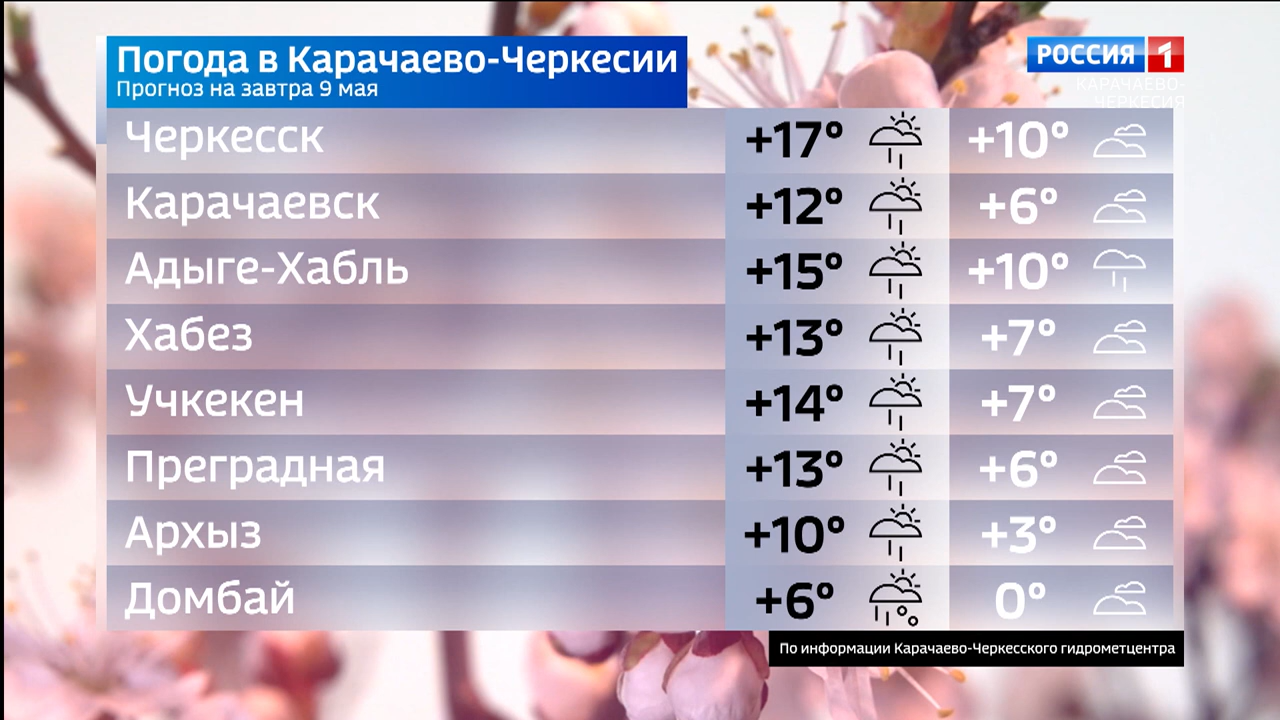 Погода в Карачаево-Черкесии
Прогноз на завтра 9 мая
РОССИЯ 1
КАРАЧАЕВО-
ЧЕРКЕСИЯ
Черкесск +17° +10°
Карачаевск +12° +6°
Адыге-Хабль +15° +10°
Хабез +13° +7°
Учкекен +14° +7°
Преградная +13° +6°
Архыз +10° +3°
Домбай +6° 0°
По информации Карачаево-Черкесского гидрометцентра